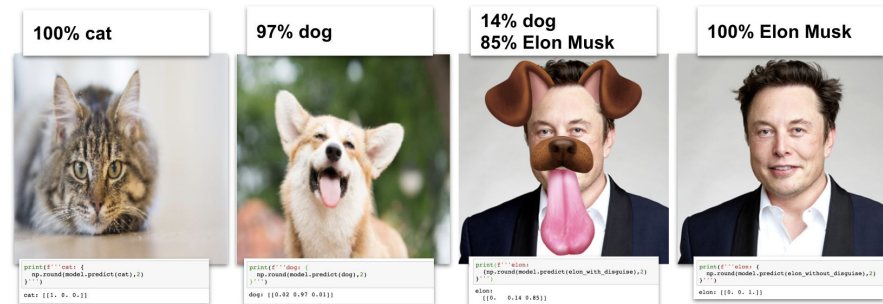 100% cat
97% dog
14% dog
85% Elon Musk
100% Elon Musk
print(f'''cat: {
np.round(model.predict(cat),2)
}''')
cat: [[1. 0. 0.]]
print(f'''dog: {
np.round(model.predict(dog),2)
}''')
dog: [[0.02 0.97 0.01]]
print(f'''elon:
{np.round(model.predict(elon_with_disguise),2)
}''')
elon:
[[0. 0.14 0.85]]
print(f'''elon: {
np.round(model.predict(elon_without_disguise),2)
}''')
elon: [[0. 0. 1.]]